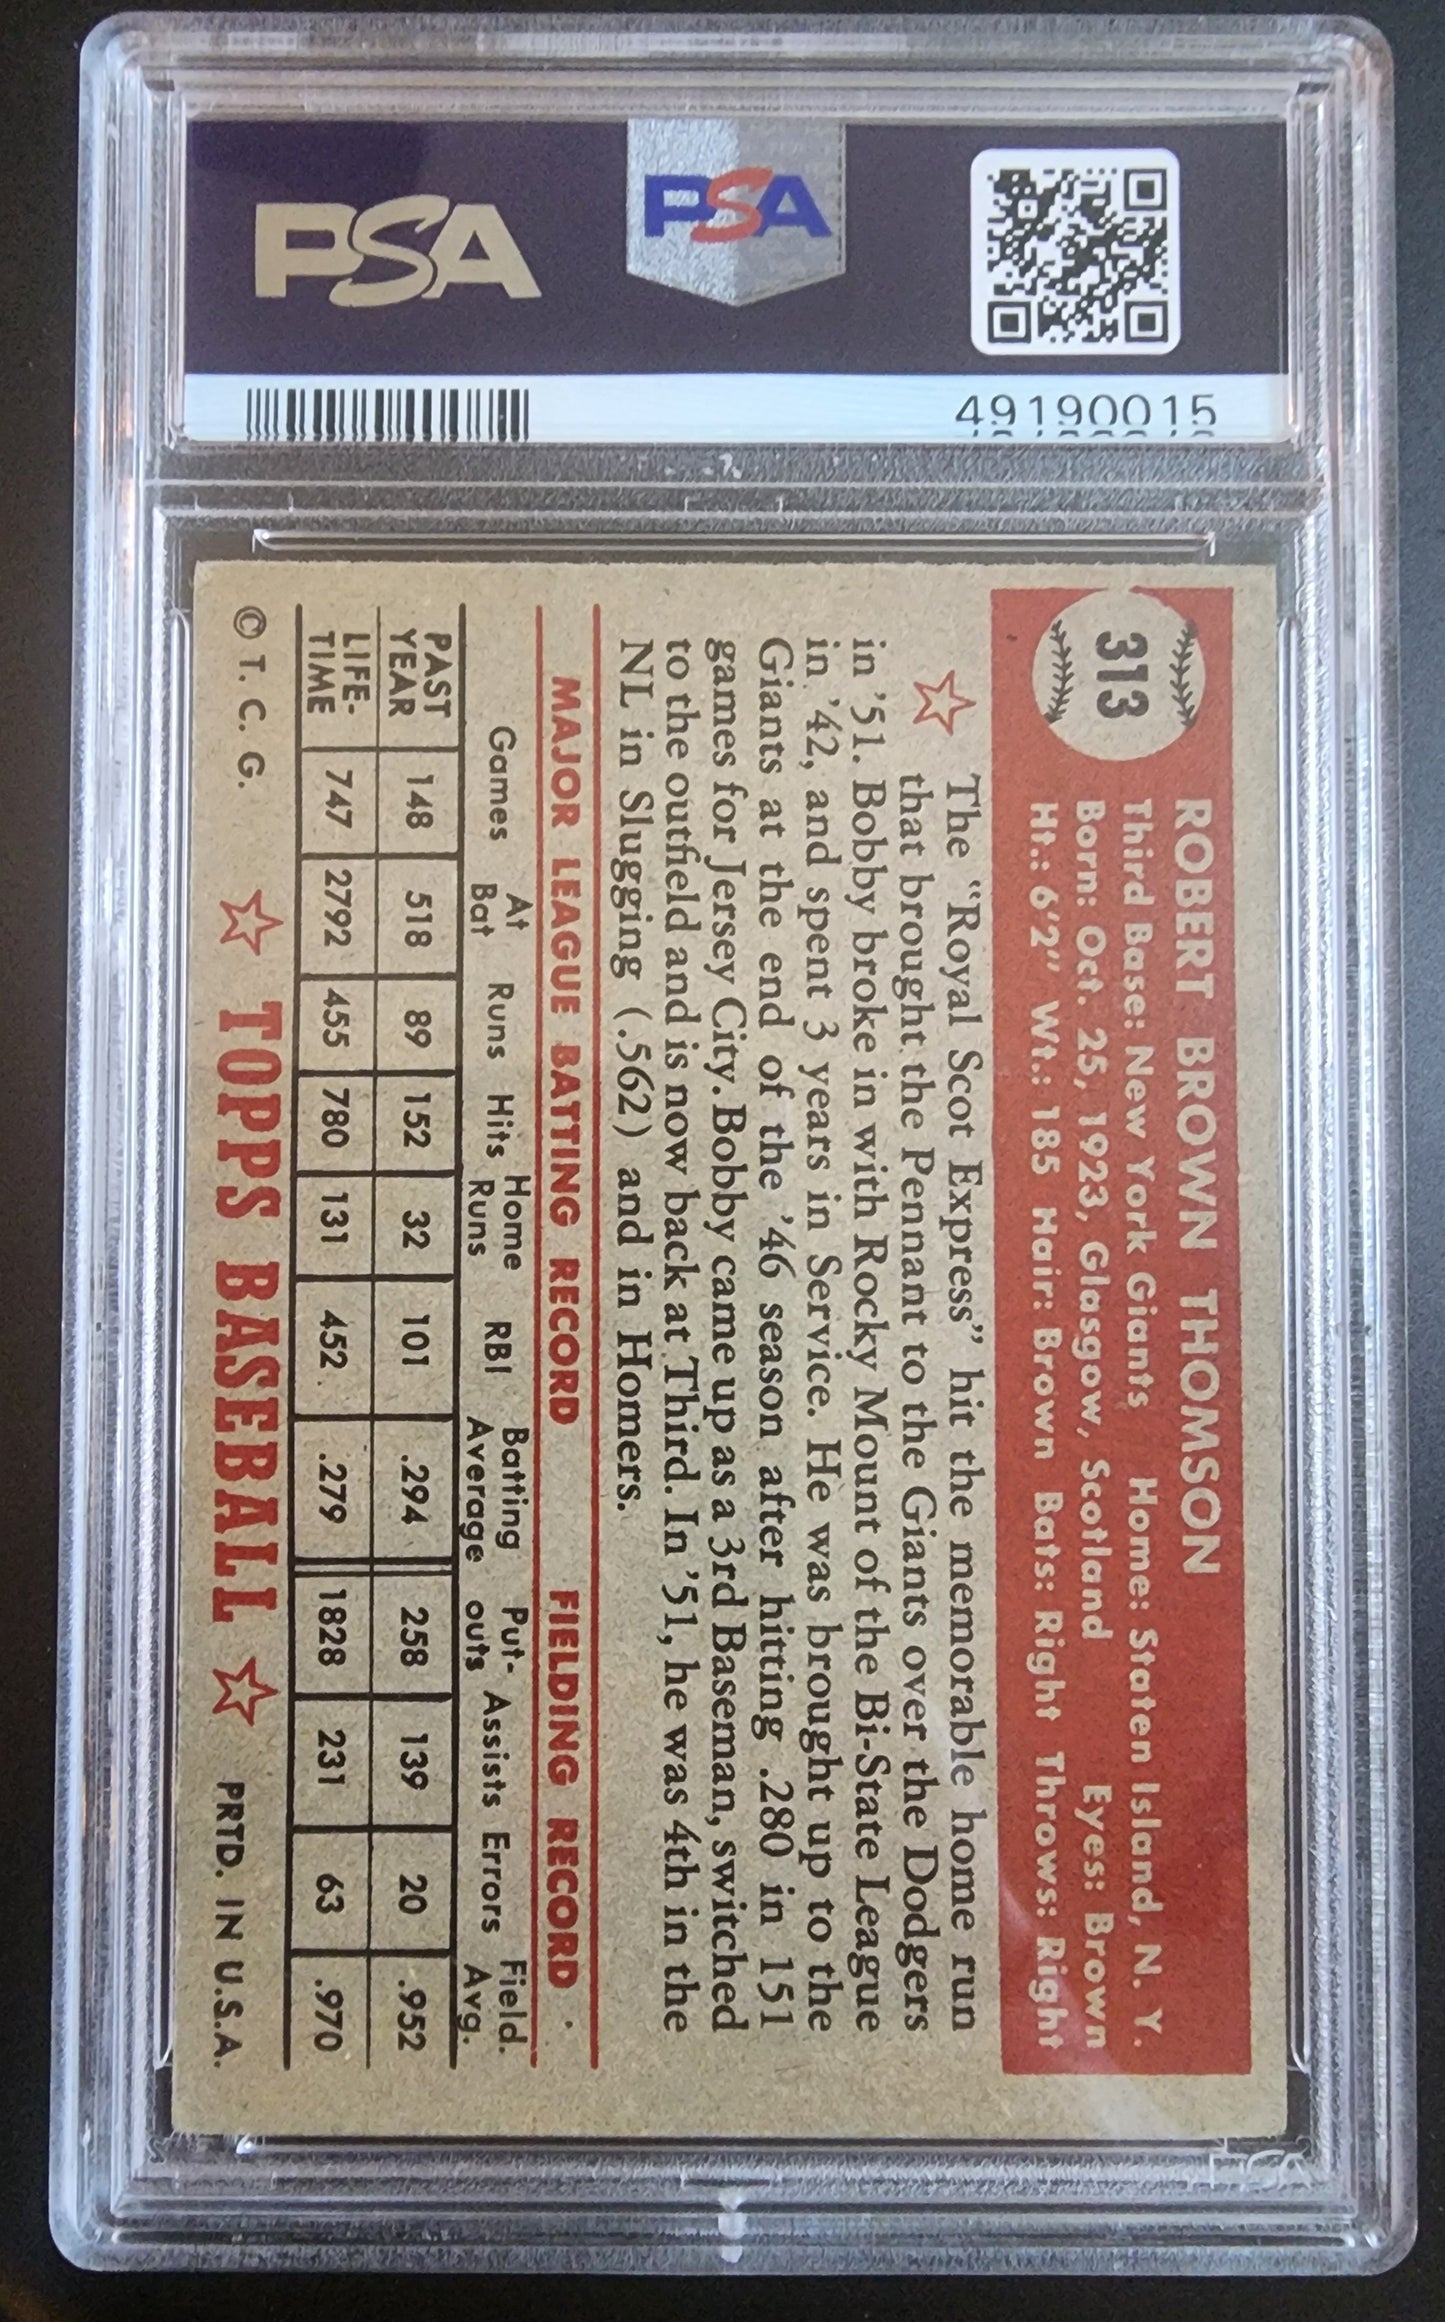 PSA
PSA
49190015
313
ROBERT BROWN THOMSON
Third Base: New York Giants Home: Staten Island, N. Y.
Born: Oct. 25, 1923, Glasgow, Scotland Eyes: Brown
Ht.: 6'2" Wt.: 185 Hair: Brown Bats: Right Throws: Right
The "Royal Scot Express" hit the memorable home run
that brought the Pennant to the Giants over the Dodgers
in '51. Bobby broke in with Rocky Mount of the Bi-State League
in '42, and spent 3 years in Service. He was brought up to the
Giants at the end of the '46 season after hitting .280 in 151
games for Jersey City. Bobby came up as a 3rd Baseman, switched
to the outfield and is now back at Third. In '51, he was 4th in the
NL in Slugging (.562) and in Homers.
MAJOR LEAGUE BATTING RECORD FIELDING RECORD
Games At Bat Runs Hits Home Runs RBI Batting Average Put-outs Assists Errors Field. Avg.
PAST YEAR 148 518 89 152 32 101 .294 258 139 20 .952
LIFE-TIME 747 2792 455 780 131 452 .279 1828 231 63 .970
© T. C. G. TOPPS BASEBALL PRTD. IN U.S.A.